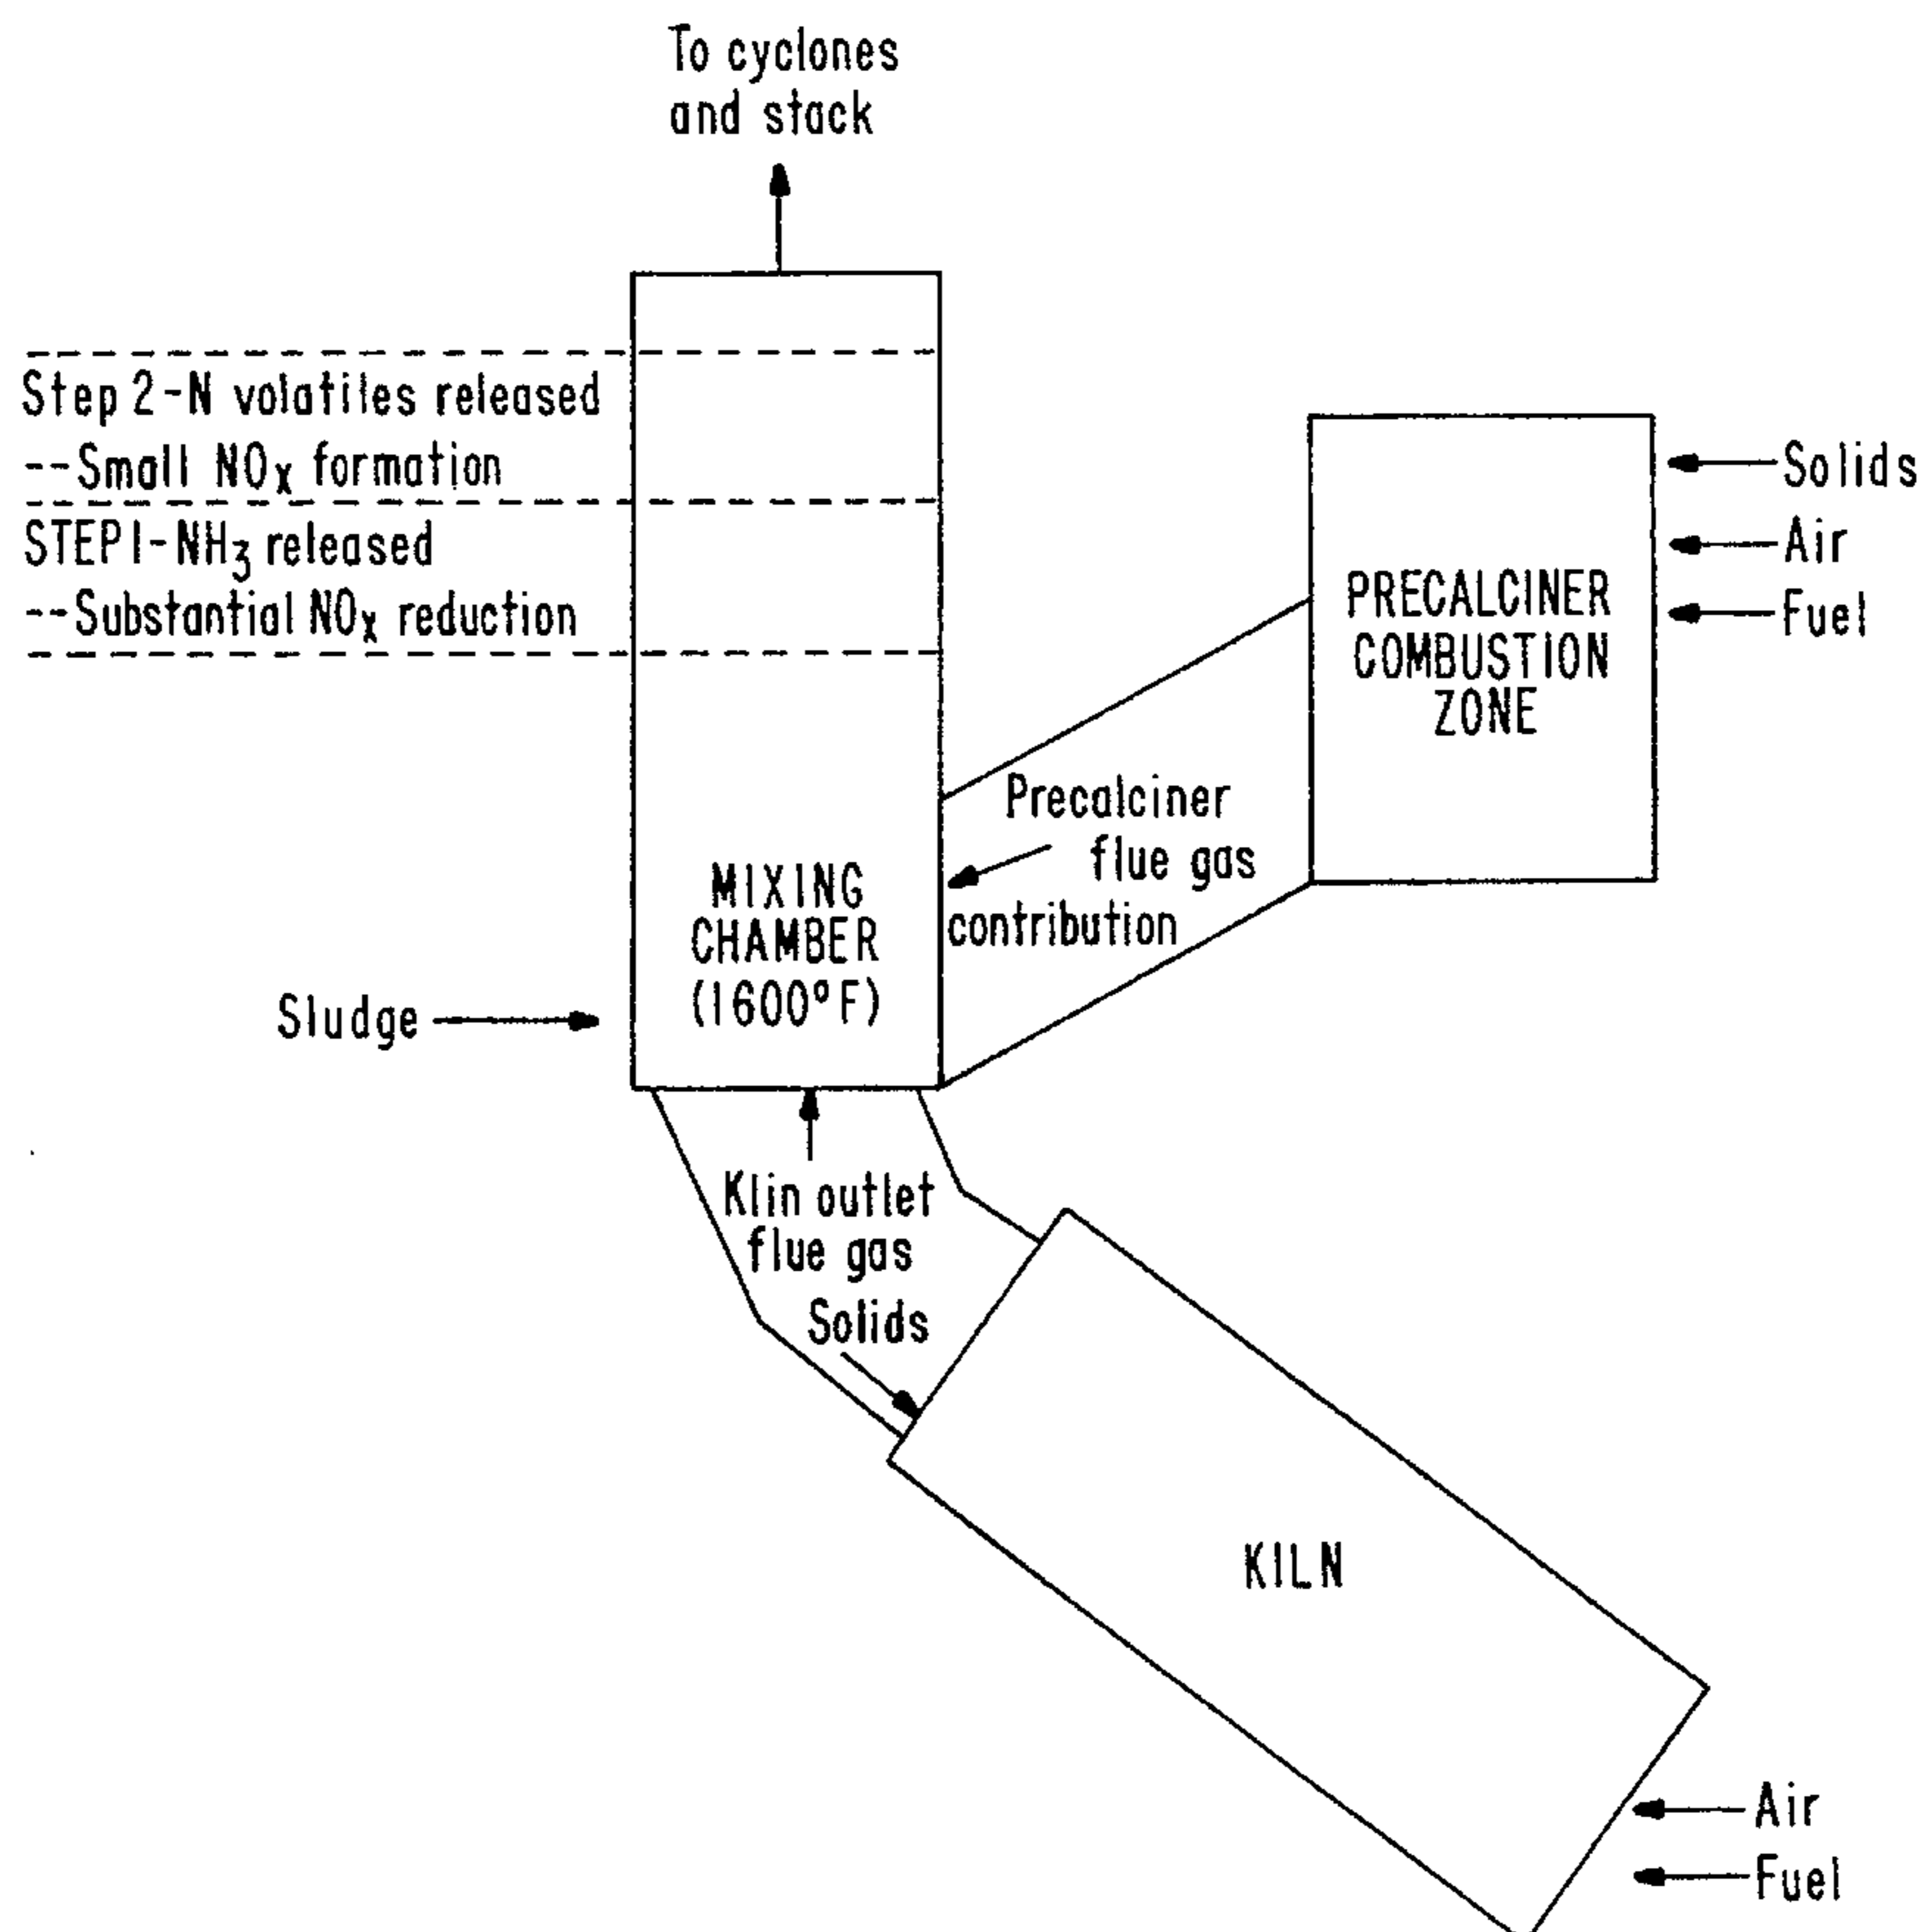 To cyclones
and stack
Step 2-N volatiles released
--Small NOx formation
STEP1-NH3 released
--Substantial NOx reduction
Solids
Air
Fuel
PRECALCINER
COMBUSTION
ZONE
Precalciner
flue gas
contribution
MIXING
CHAMBER
(1600°F)
Sludge
Klin outlet
flue gas
Solids
KILN
Air
Fuel